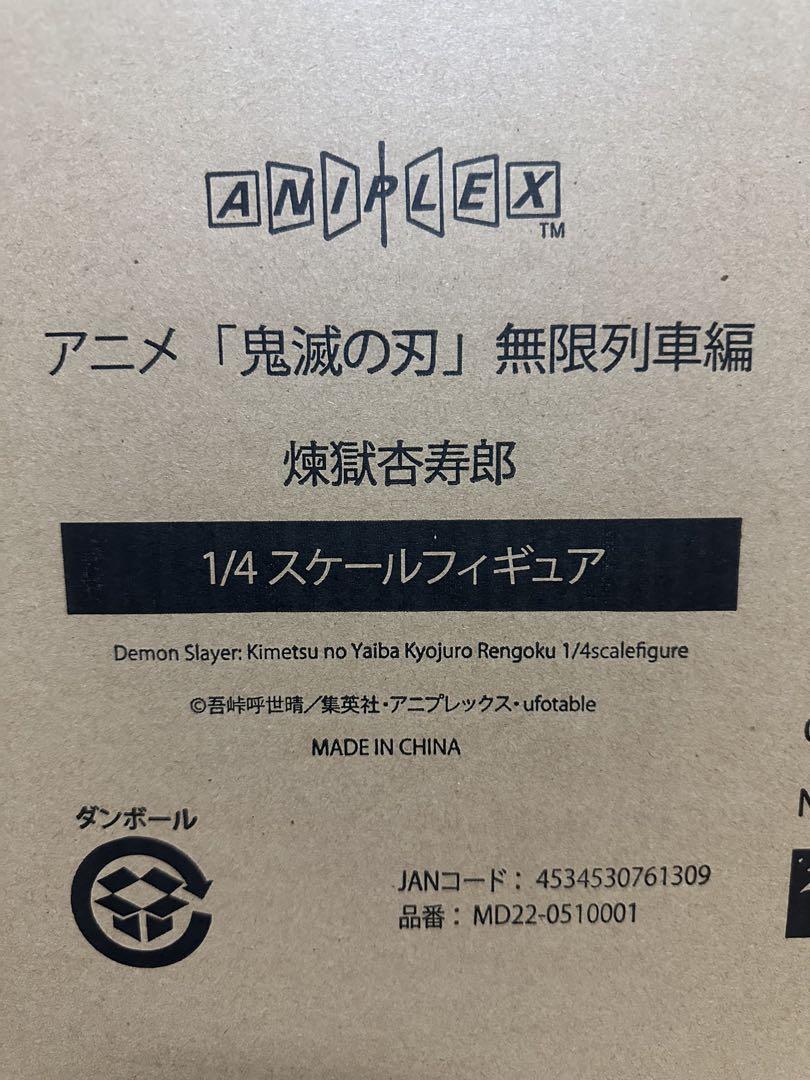 ANIPLEX
TM
アニメ「鬼滅の刃」無限列車編
煉獄杏寿郎
1/4 スケールフィギュア
Demon Slayer: Kimetsu no Yaiba Kyojuro Rengoku 1/4scalefigure
©吾峠呼世晴／集英社・アニプレックス・ufotable
MADE IN CHINA
ダンボール
JANコード： 4534530761309
品番： MD22-0510001